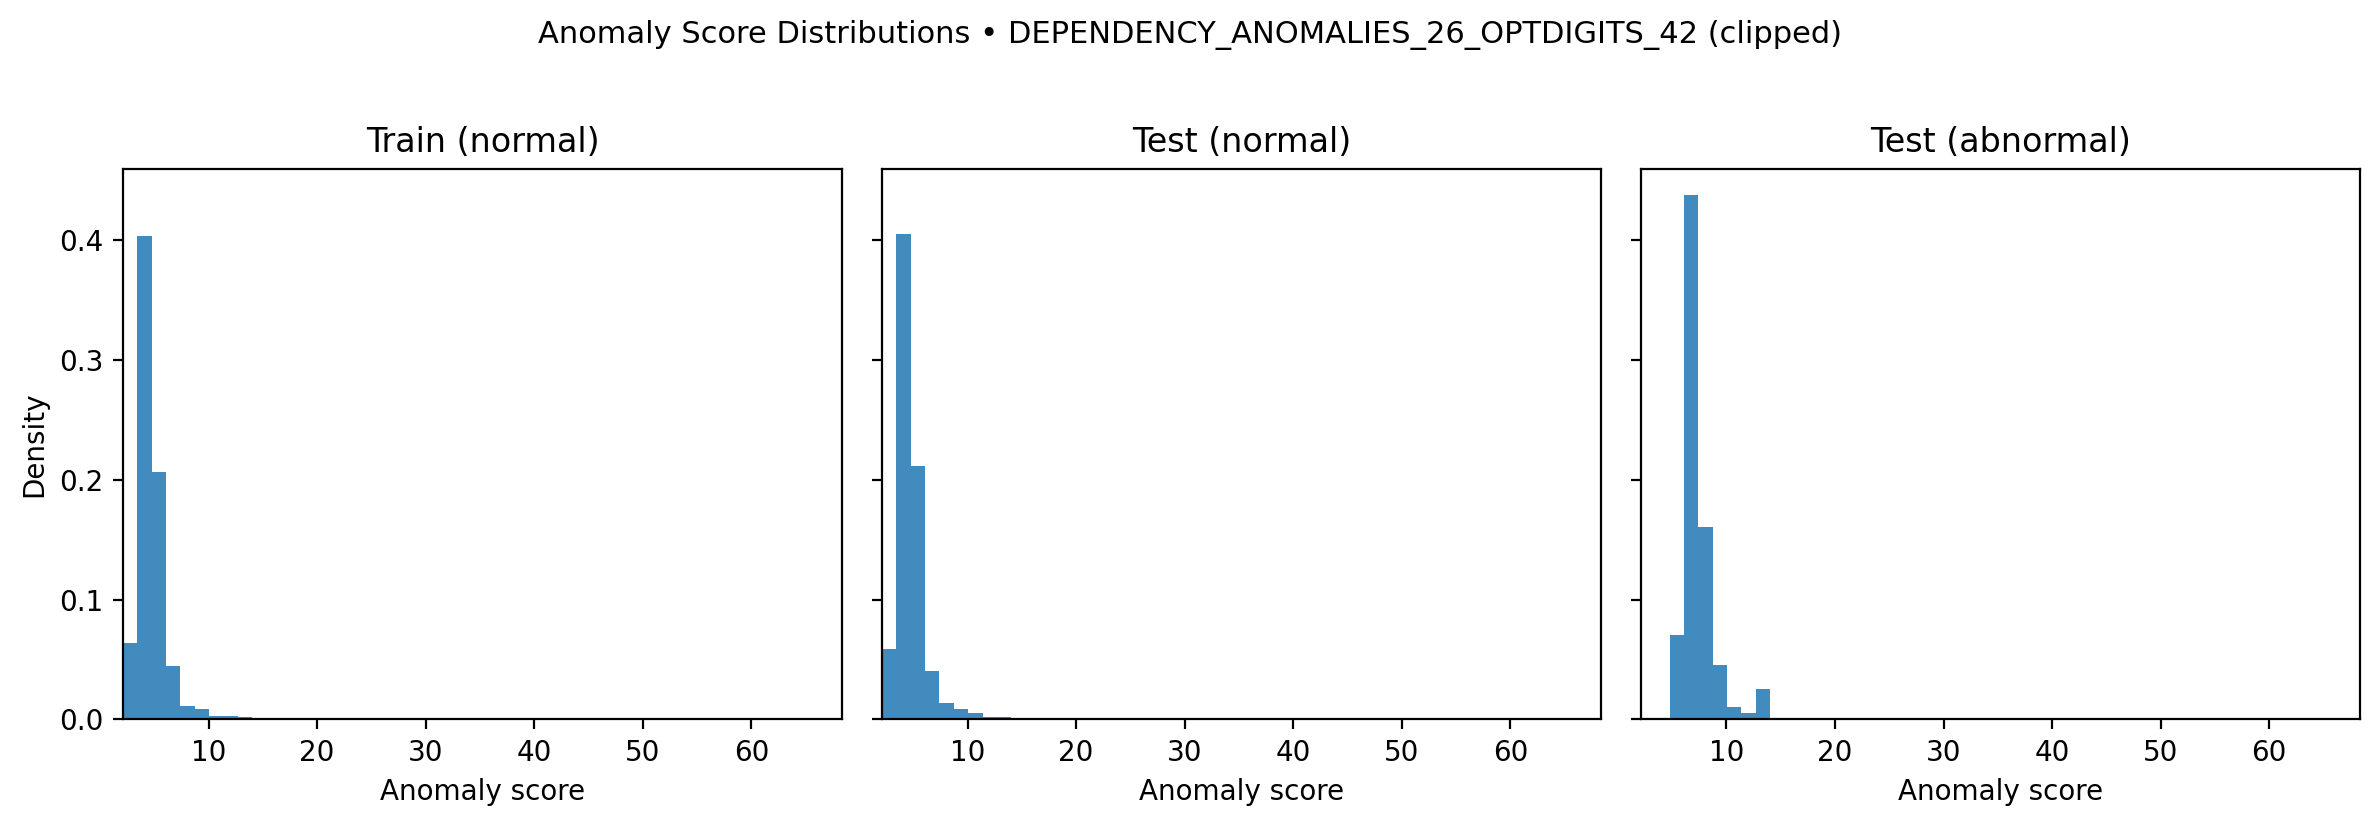 Anomaly Score Distributions • DEPENDENCY_ANOMALIES_26_OPTDIGITS_42 (clipped)
Train (normal)
Test (normal)
Test (abnormal)
Density
0.4
0.3
0.2
0.1
0.0
10 20 30 40 50 60
10 20 30 40 50 60
10 20 30 40 50 60
Anomaly score
Anomaly score
Anomaly score